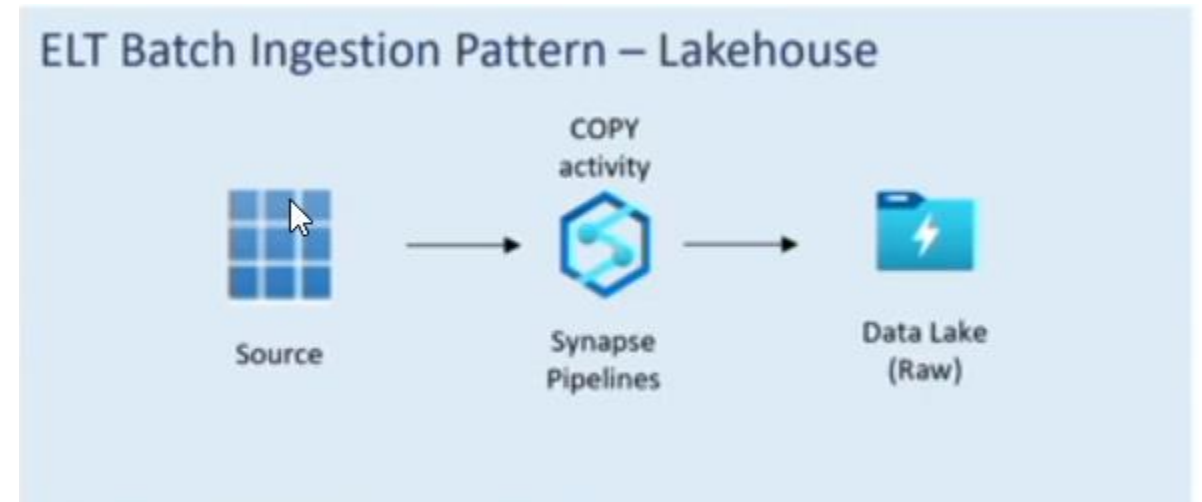 ELT Batch Ingestion Pattern – Lakehouse
COPY
activity
Source
Synapse
Pipelines
Data Lake
(Raw)